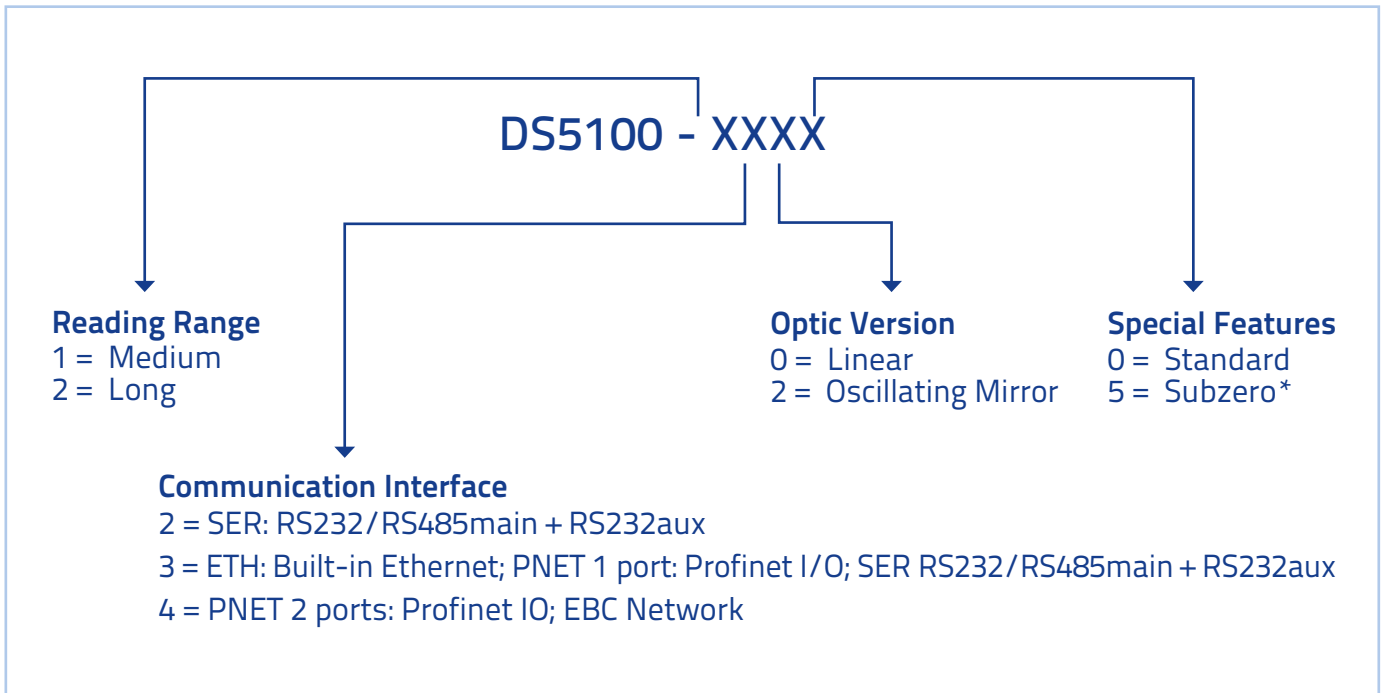 DS5100 - XXXX
Reading Range
1 = Medium
2 = Long
Optic Version
0 = Linear
2 = Oscillating Mirror
Special Features
0 = Standard
5 = Subzero*
Communication Interface
2 = SER: RS232/RS485main + RS232aux
3 = ETH: Built-in Ethernet; PNET 1 port: Profinet I/O; SER RS232/RS485main + RS232aux
4 = PNET 2 ports: Profinet IO; EBC Network